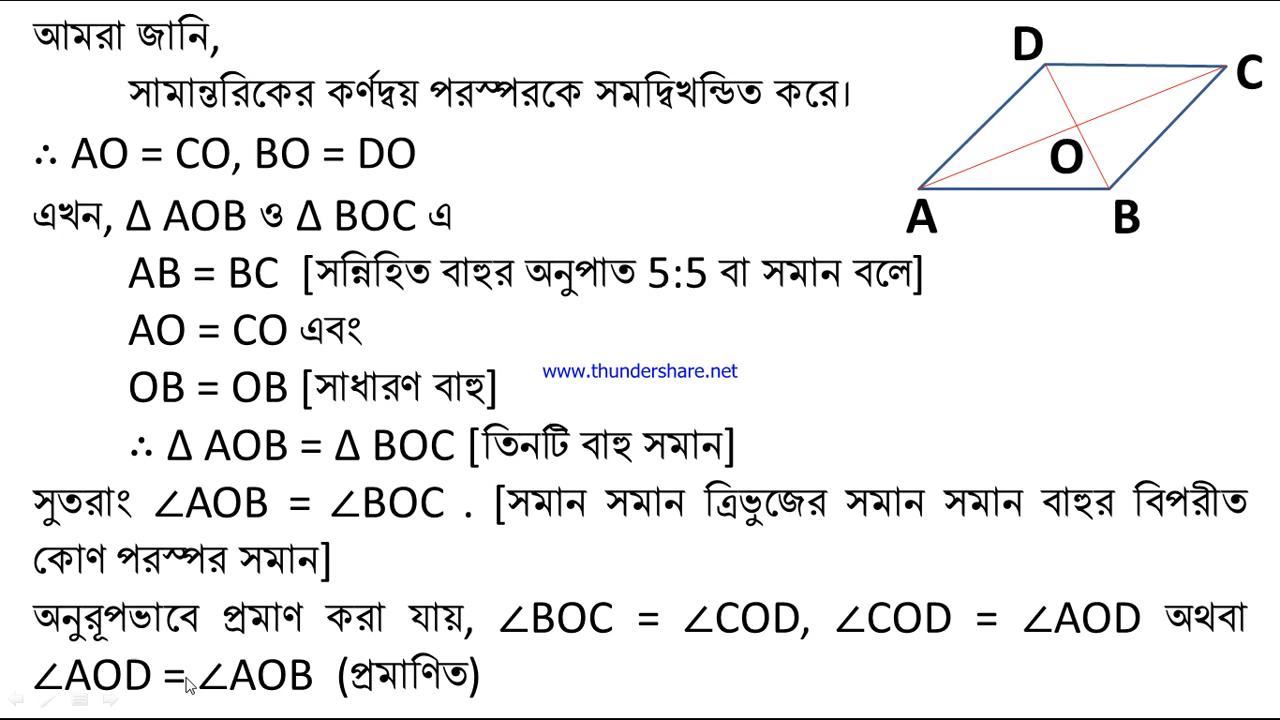 আমরা জানি,
সামান্তরিকের কর্ণদ্বয় পরস্পরকে সমদ্বিখন্ডিত করে।
∴ AO = CO, BO = DO
এখন, Δ AOB ও Δ BOC এ
AB = BC [সন্নিহিত বাহুর অনুপাত 5:5 বা সমান বলে]
AO = CO এবং
OB = OB [সাধারণ বাহু]
∴ Δ AOB = Δ BOC [তিনটি বাহু সমান]
সুতরাং ∠AOB = ∠BOC . [সমান সমান ত্রিভুজের সমান সমান বাহুর বিপরীত
কোণ পরস্পর সমান]
অনুরূপভাবে প্রমাণ করা যায়, ∠BOC = ∠COD, ∠COD = ∠AOD অথবা
∠AOD = ∠AOB (প্রমাণিত)
D
C
O
A
B
www.thundershare.net